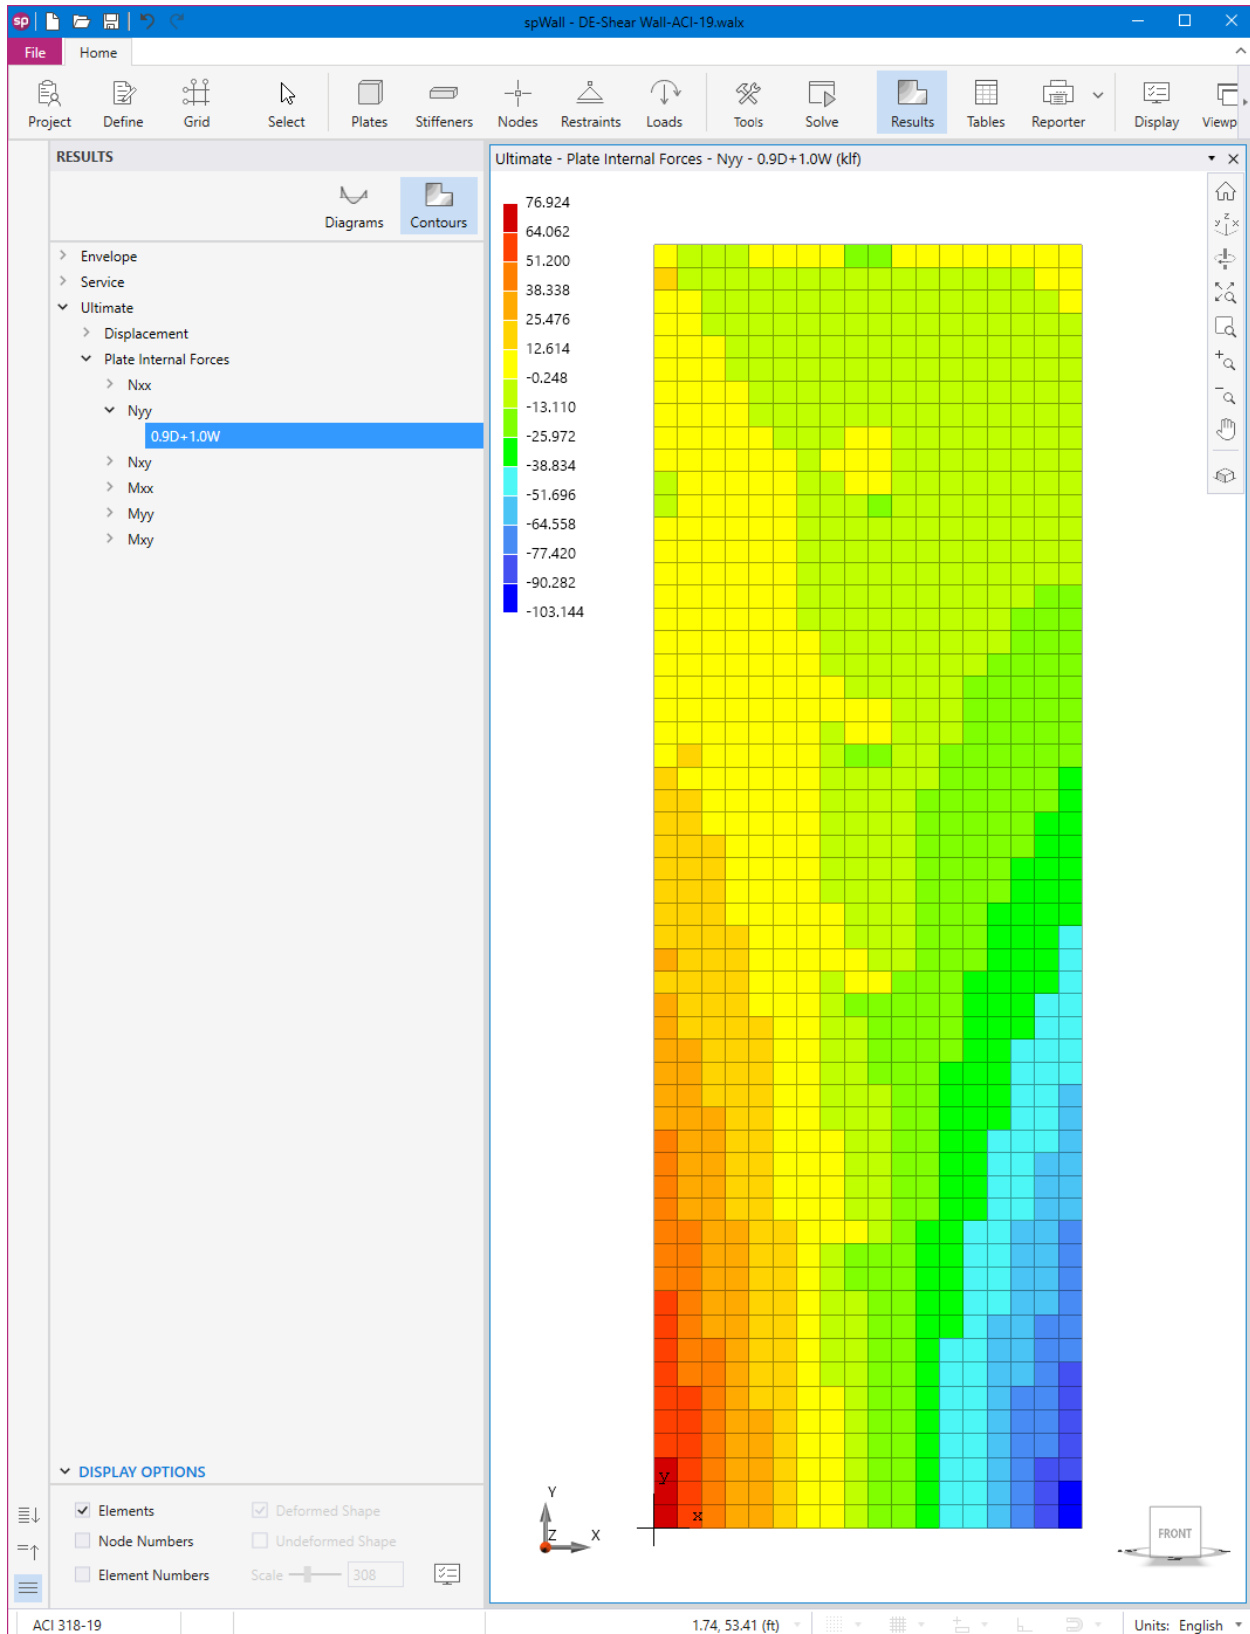 sp
spWall - DE-Shear Wall-ACI-19.walx
File Home
Project Define Grid Select Plates Stiffeners Nodes Restraints Loads Tools Solve Results Tables Reporter Display Viewp
RESULTS
Diagrams Contours
Envelope
Service
Ultimate
Displacement
Plate Internal Forces
Nxx
Nyy
0.9D+1.0W
Nxy
Mxx
Myy
Mxy
DISPLAY OPTIONS
Elements Deformed Shape
Node Numbers Undeformed Shape
Element Numbers Scale 308
Ultimate - Plate Internal Forces - Nyy - 0.9D+1.0W (klf)
76.924
64.062
51.200
38.338
25.476
12.614
-0.248
-13.110
-25.972
-38.834
-51.696
-64.558
-77.420
-90.282
-103.144
y
x
Y
Z X
y z x
FRONT
ACI 318-19 1.74, 53.41 (ft) Units: English